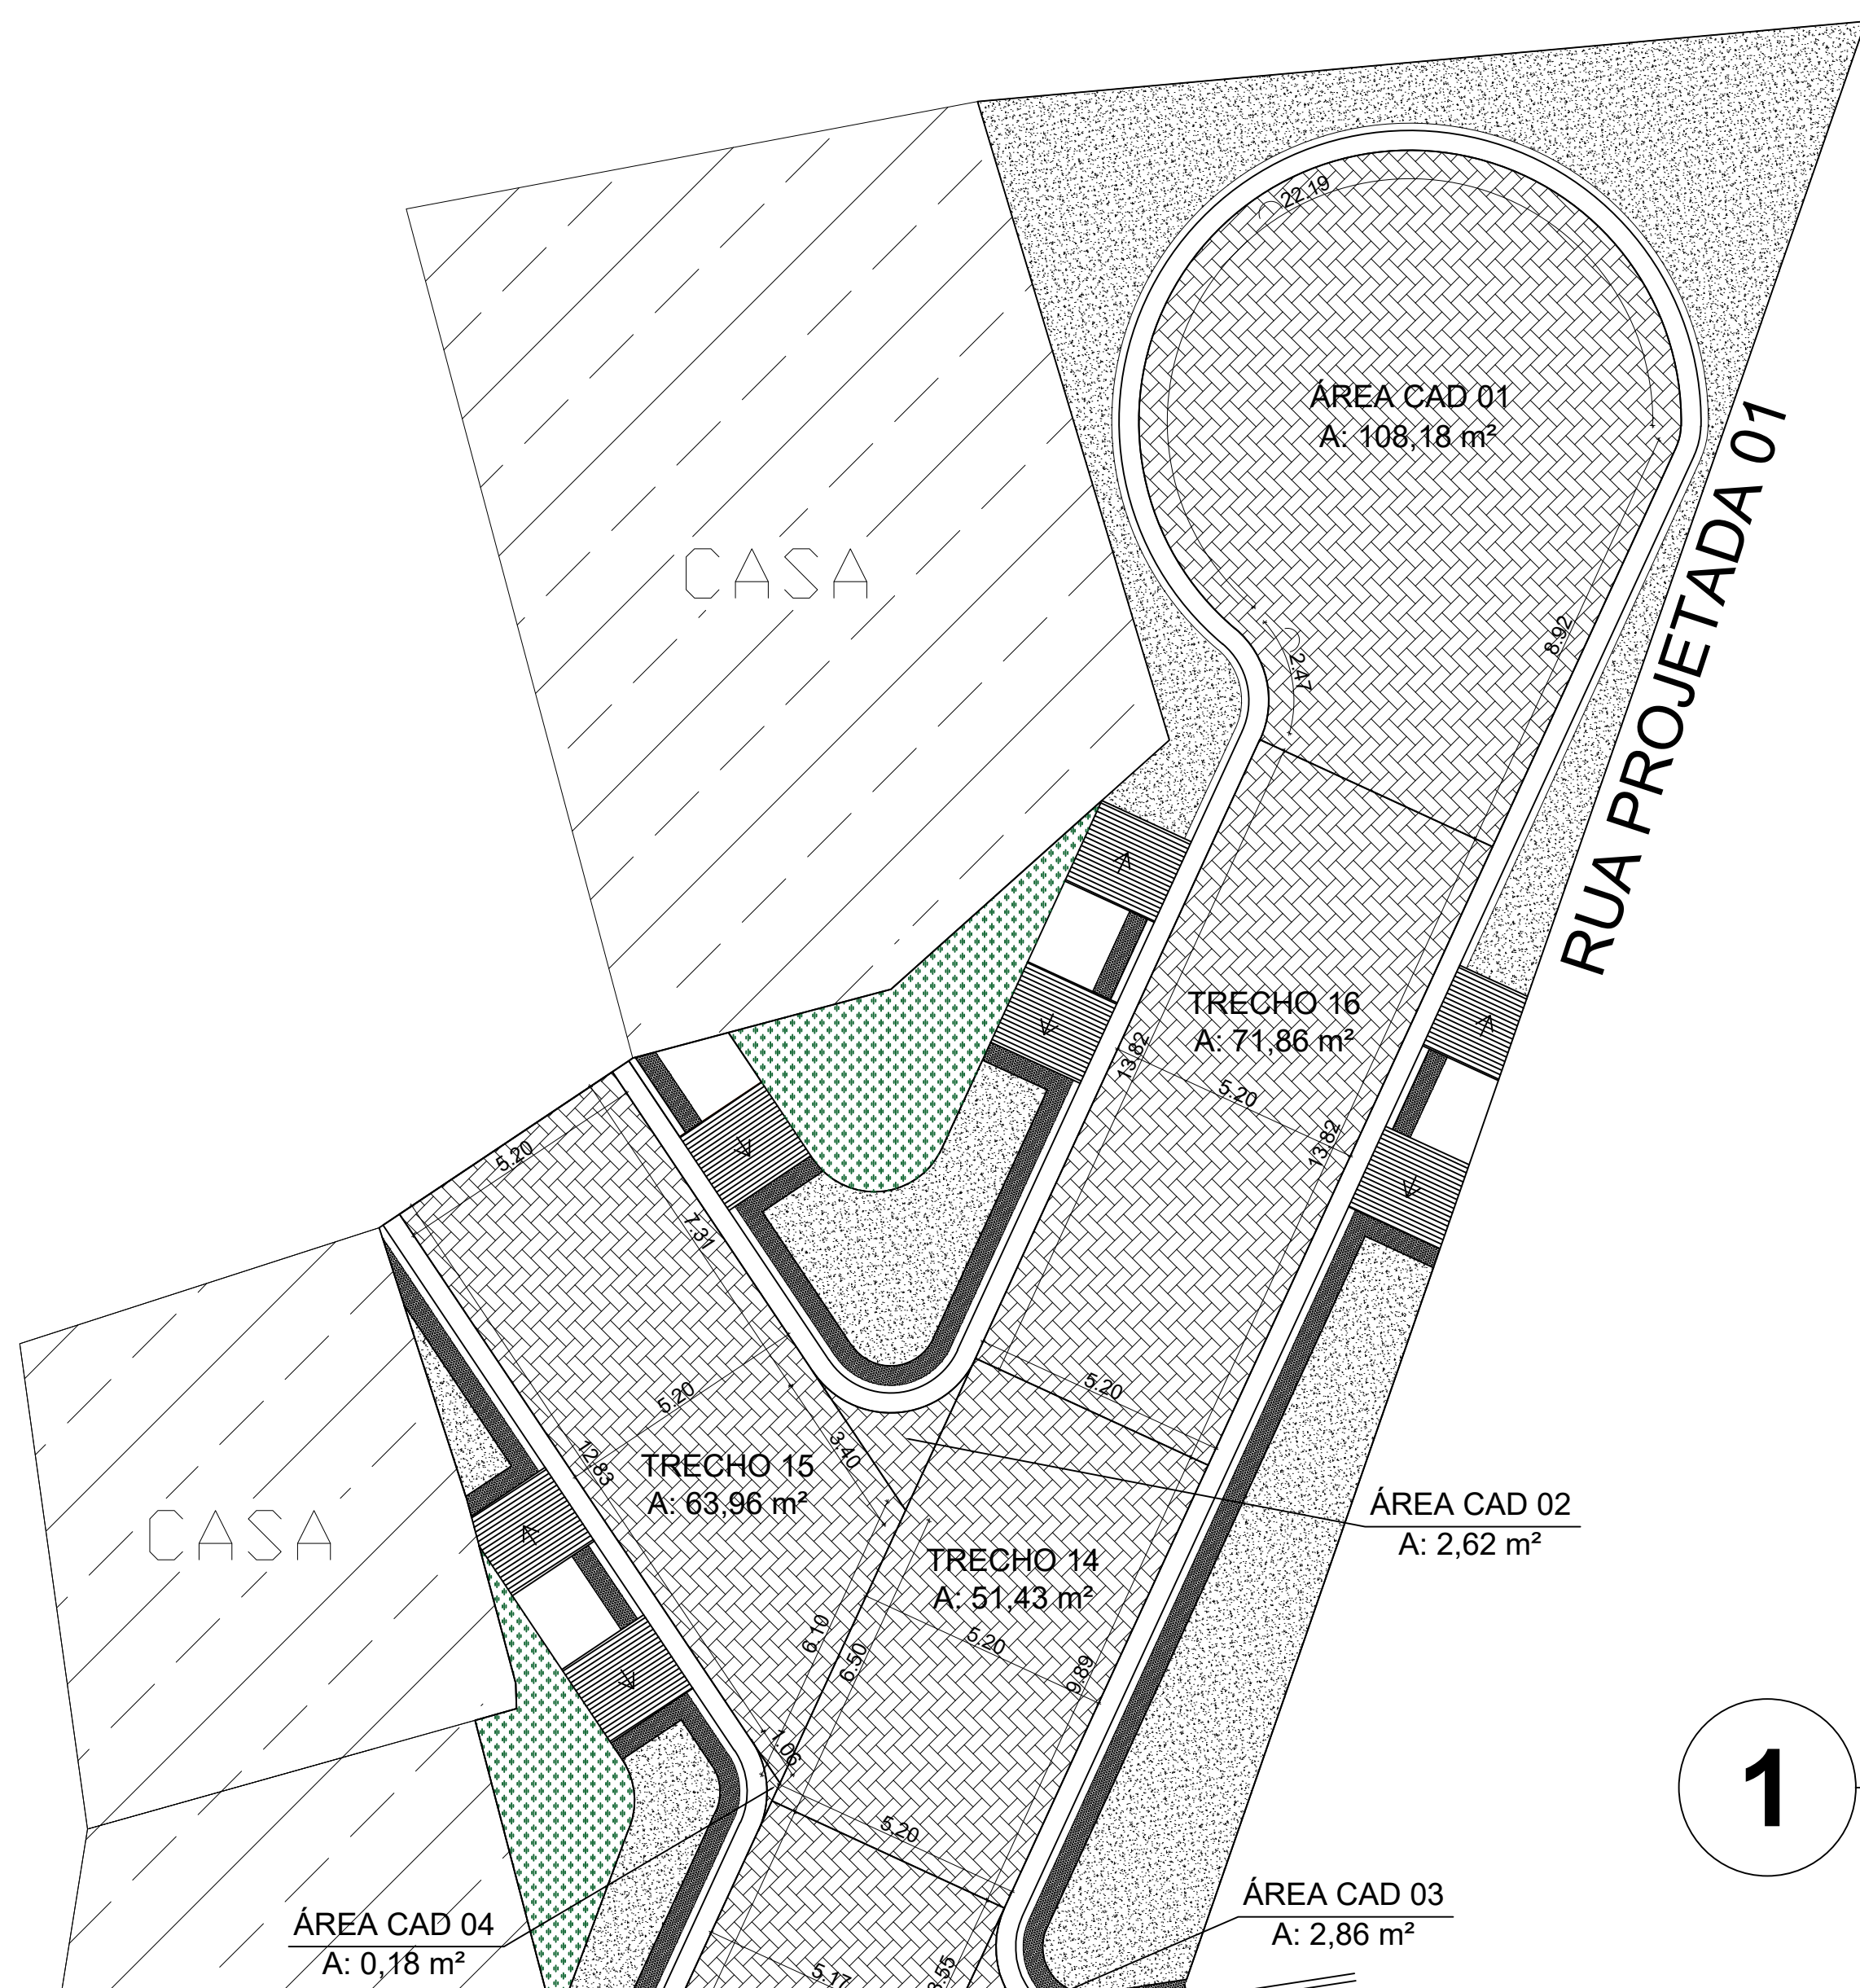 22.19
ÁREA CAD 01
A: 108,18 m²
RUA PROJETADA 01
CASA
8.92
2.47
TRECHO 16
A: 71,86 m²
13.82
5.20
13.82
5.20
7.31
5.20
5.20
12.83
3.40
TRECHO 15
A: 63,96 m²
CASA
ÁREA CAD 02
A: 2,62 m²
TRECHO 14
A: 51,43 m²
6.10
5.20
6.50
9.89
1.06
5.20
1
ÁREA CAD 03
A: 2,86 m²
ÁREA CAD 04
A: 0,18 m²
5.17